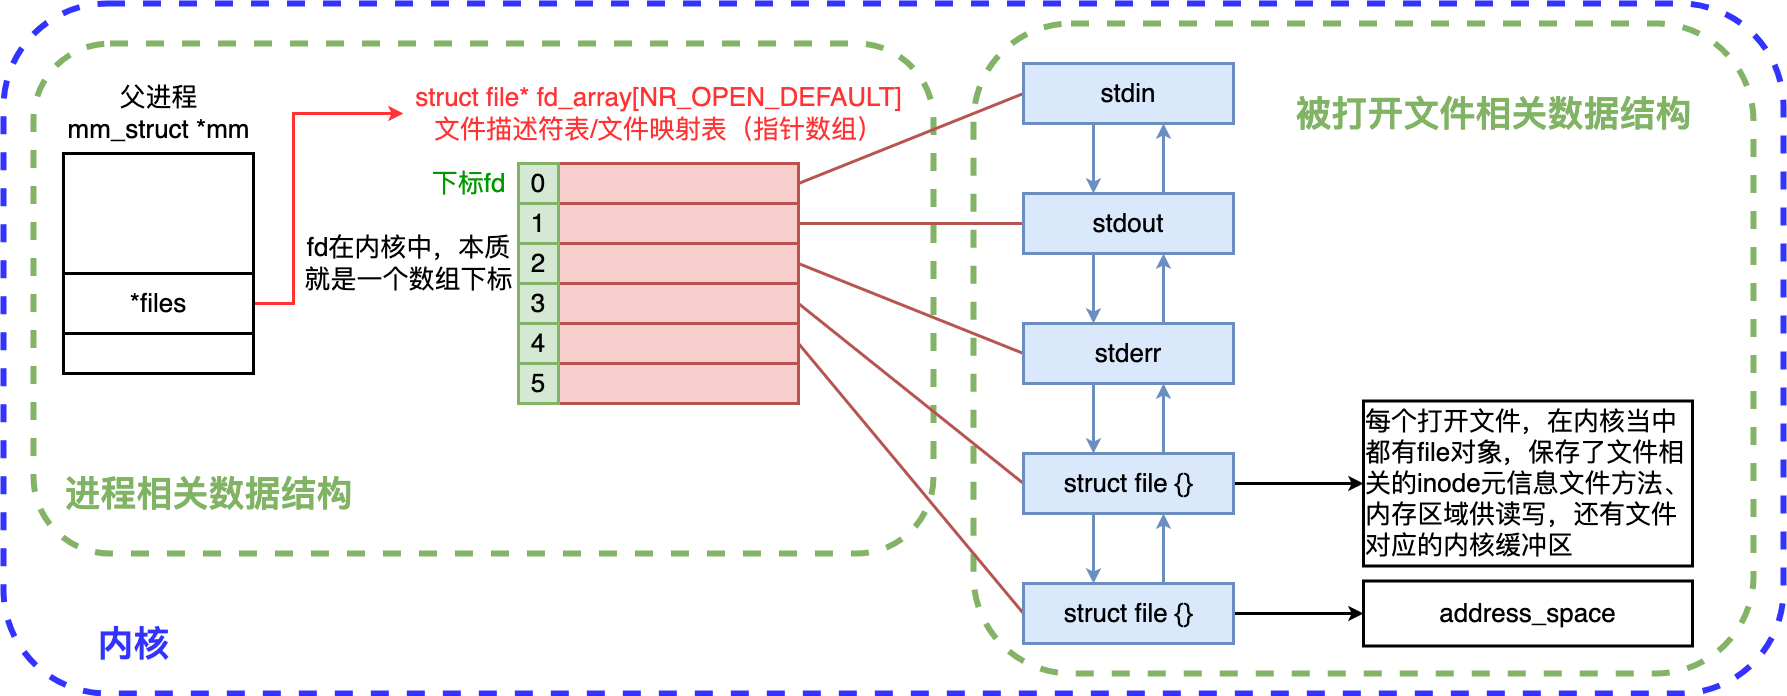 父进程
mm_struct *mm
*files
struct file* fd_array[NR_OPEN_DEFAULT]
文件描述符表/文件映射表（指针数组）
下标fd
fd在内核中，本质
就是一个数组下标
0
1
2
3
4
5
进程相关数据结构
内核
stdin
stdout
stderr
struct file {}
struct file {}
被打开文件相关数据结构
每个打开文件，在内核当中
都有file对象，保存了文件相
关的inode元信息文件方法、
内存区域供读写，还有文件
对应的内核缓冲区
address_space